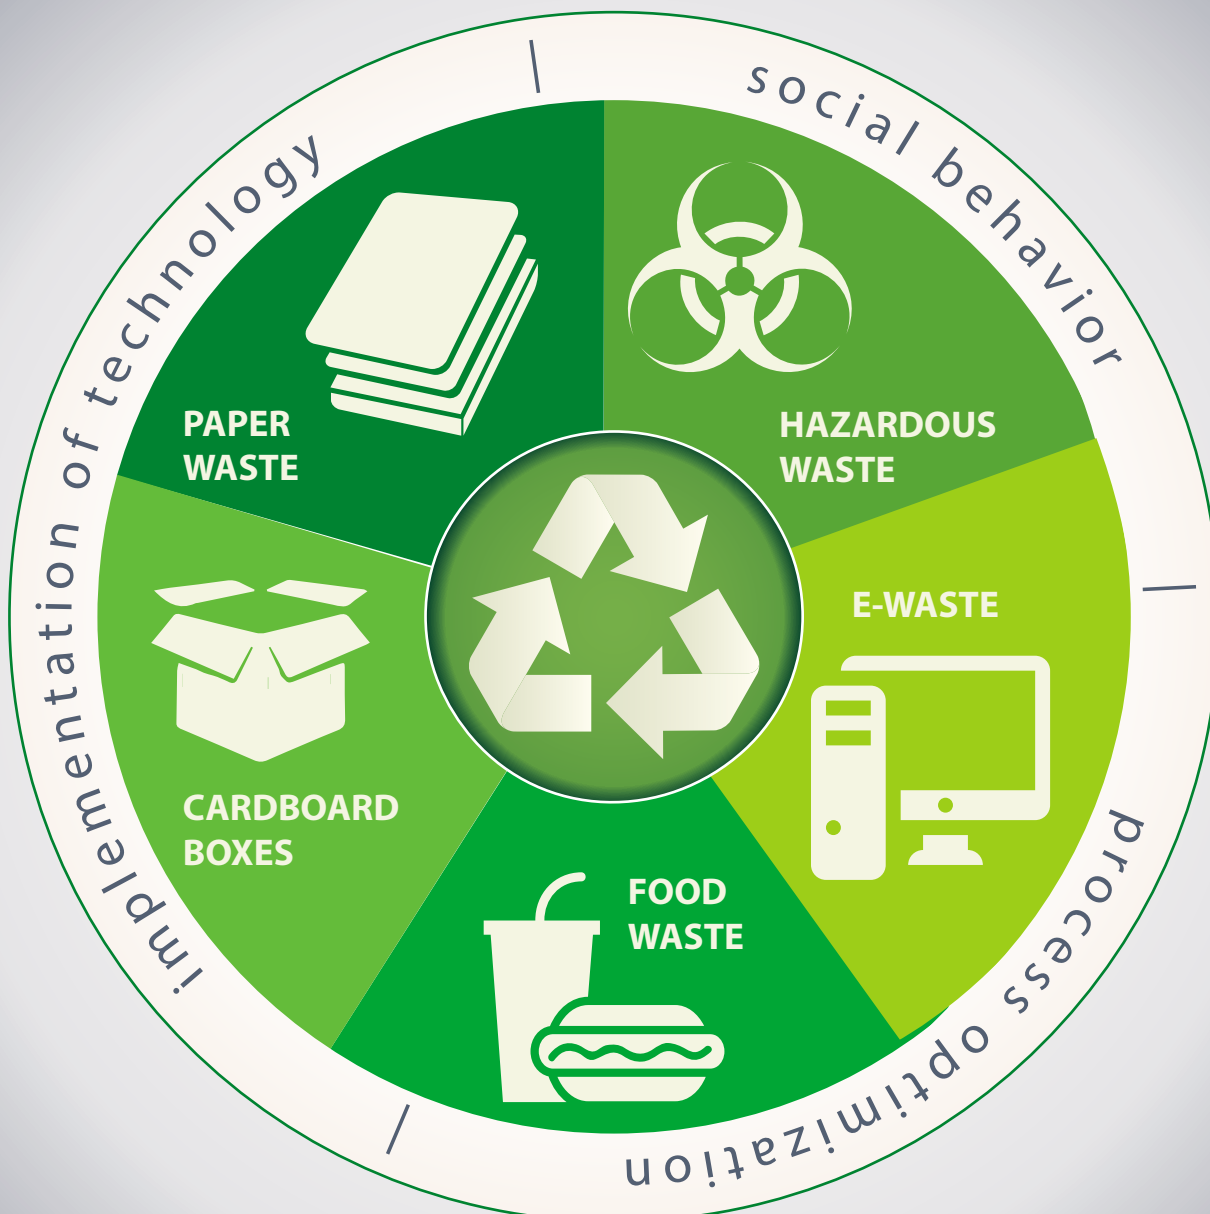 implementation of technology
social behavior
process optimization
PAPER
WASTE
HAZARDOUS
WASTE
E-WASTE
CARDBOARD
BOXES
FOOD
WASTE